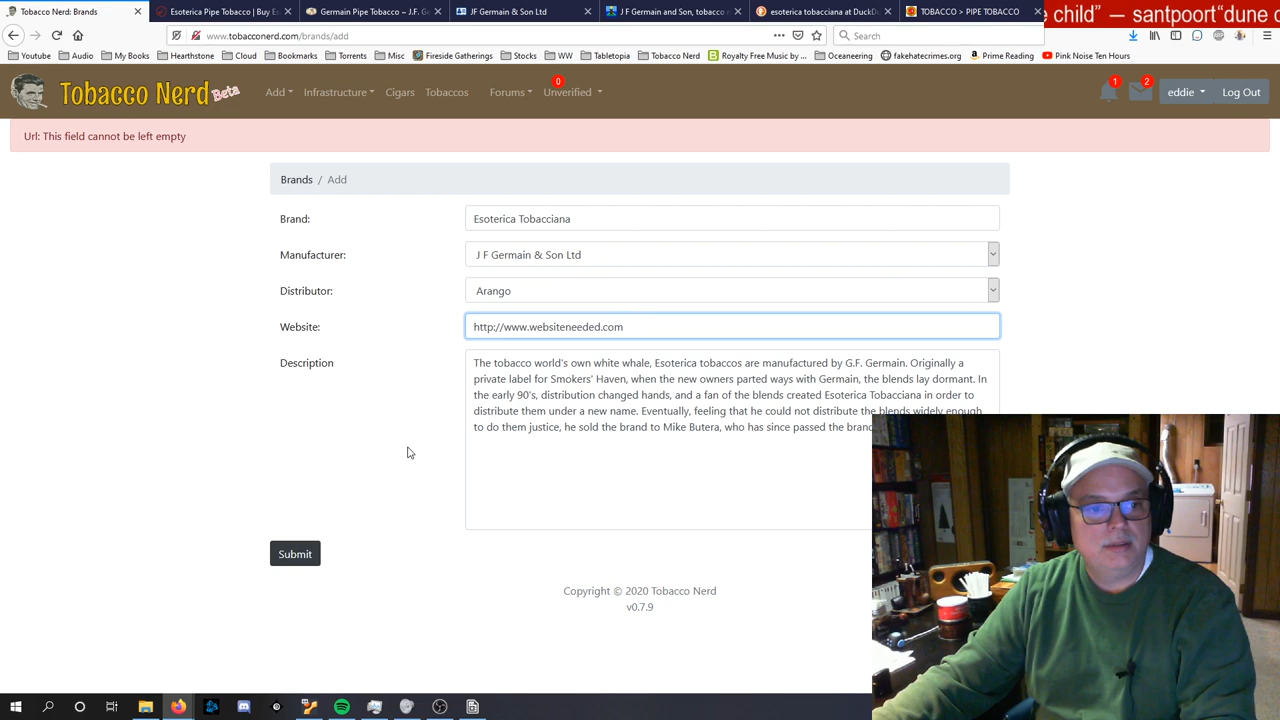 Tobacco Nerd: Brands
Esoterica Pipe Tobacco | Buy Es
Germain Pipe Tobacco – J.F. Ge
JF Germain & Son Ltd
J F Germain and Son, tobacco
esoterica tobacciana at DuckDu
TOBACCO > PIPE TOBACCO
e child” — santpoort“dune c
www.tobacconerd.com/brands/add
Search
Youtube
Audio
My Books
Hearthstone
Cloud
Bookmarks
Torrents
Misc
Fireside Gatherings
Stocks
WW
Tabletopia
Tobacco Nerd
Royalty Free Music by ...
Oceaneering
fakehatecrimes.org
Prime Reading
Pink Noise Ten Hours
Tobacco Nerd Beta
Add
Infrastructure
Cigars
Tobaccos
Forums
0
Unverified
1
2
eddie
Log Out
Url: This field cannot be left empty
Brands / Add
Brand:
Esoterica Tobacciana
Manufacturer:
J F Germain & Son Ltd
Distributor:
Arango
Website:
http://www.websiteneeded.com
Description
The tobacco world's own white whale, Esoterica tobaccos are manufactured by G.F. Germain. Originally a
private label for Smokers' Haven, when the new owners parted ways with Germain, the blends lay dormant. In
the early 90's, distribution changed hands, and a fan of the blends created Esoterica Tobacciana in order to
distribute them under a new name. Eventually, feeling that he could not distribute the blends widely enough
to do them justice, he sold the brand to Mike Butera, who has since passed the
Submit
Copyright © 2020 Tobacco Nerd
v0.7.9